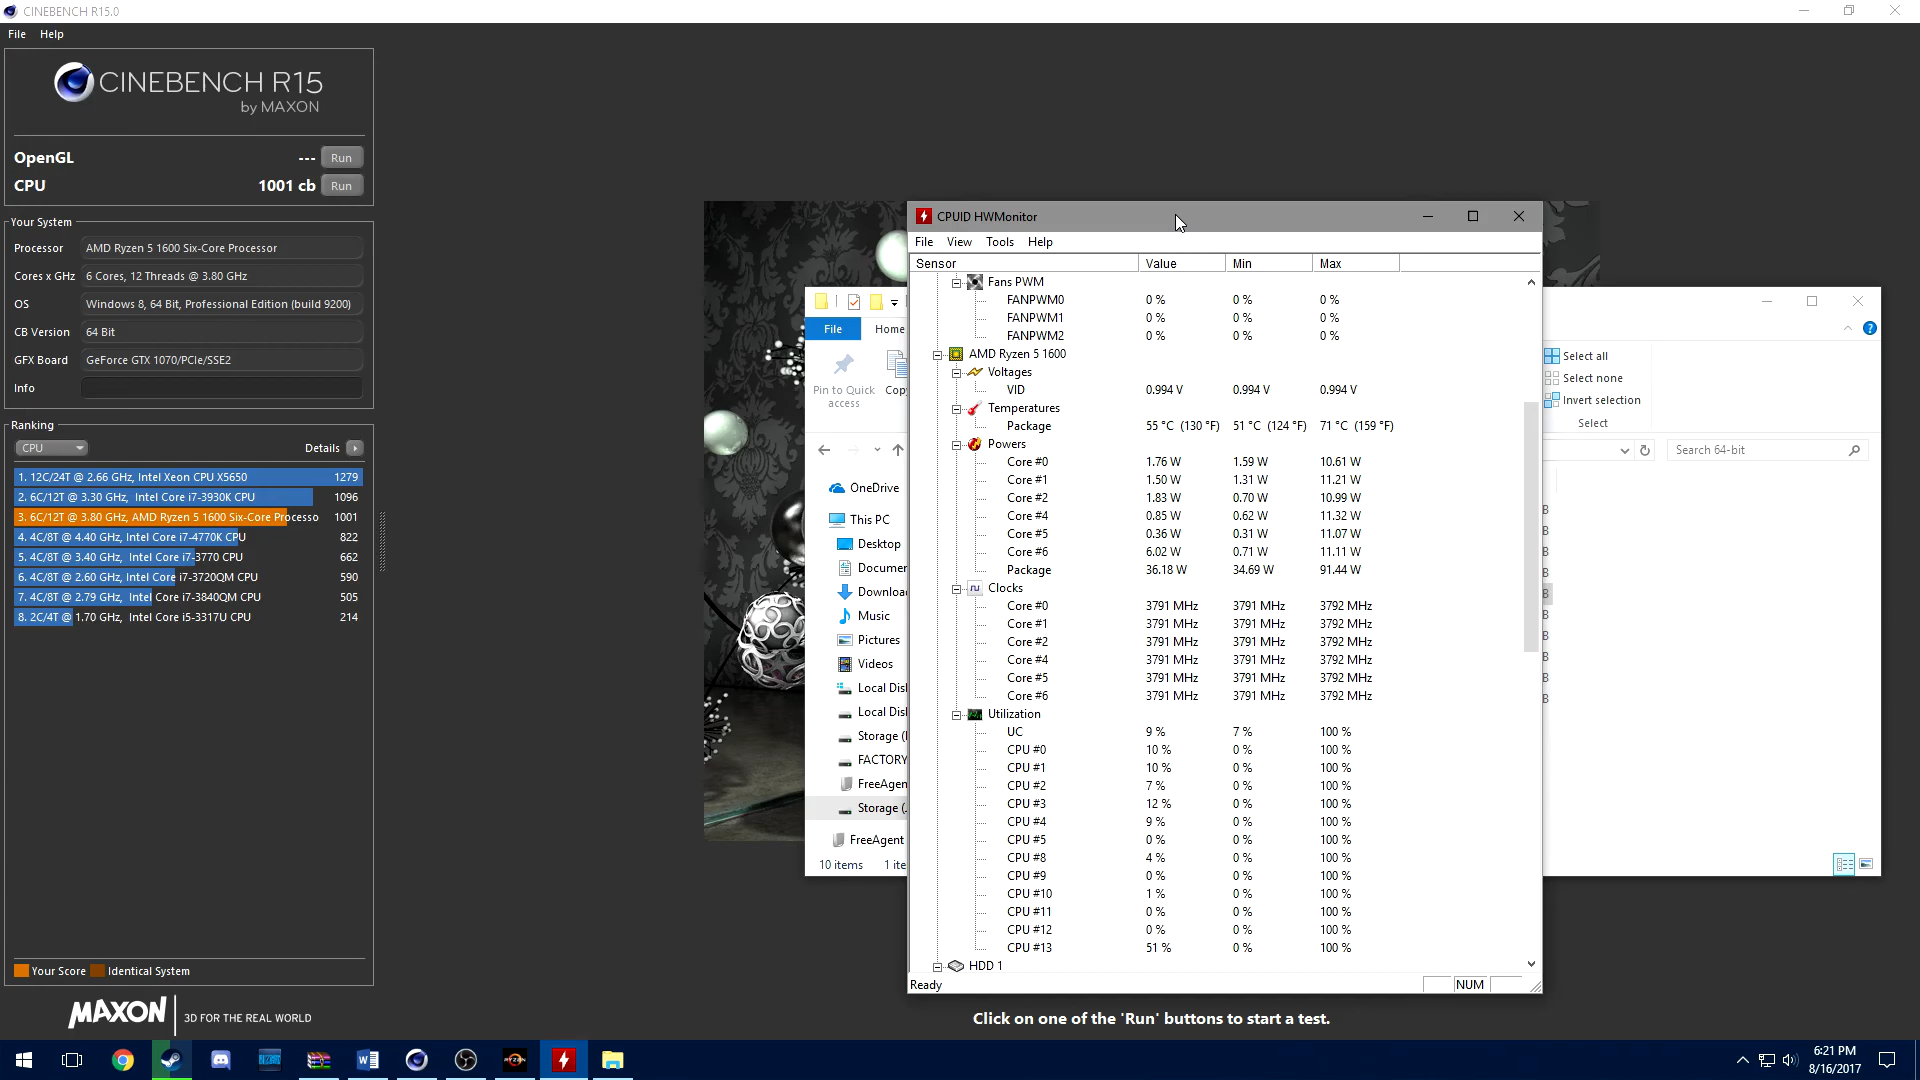 CINEBENCH R15.0
File Help
CINEBENCH R15
by MAXON
OpenGL --- Run
CPU 1001 cb Run
Your System
Processor AMD Ryzen 5 1600 Six-Core Processor
Cores x GHz 6 Cores, 12 Threads @ 3.80 GHz
OS Windows 8, 64 Bit, Professional Edition (build 9200)
CB Version 64 Bit
GFX Board GeForce GTX 1070/PCIe/SSE2
Info
Ranking
CPU Details
1. 12C/24T @ 2.66 GHz, Intel Xeon CPU X5650 1279
2. 6C/12T @ 3.30 GHz, Intel Core i7-3930K CPU 1096
3. 6C/12T @ 3.80 GHz, AMD Ryzen 5 1600 Six-Core Processo 1001
4. 4C/8T @ 4.40 GHz, Intel Core i7-4770K CPU 822
5. 4C/8T @ 3.40 GHz, Intel Core i7-3770 CPU 662
6. 4C/8T @ 2.60 GHz, Intel Core i7-3720QM CPU 590
7. 4C/8T @ 2.79 GHz, Intel Core i7-3840QM CPU 505
8. 2C/4T @ 1.70 GHz, Intel Core i5-3317U CPU 214
Your Score Identical System
MAXON 3D FOR THE REAL WORLD
File Home
Pin to Quick
access
Copy
OneDrive
This PC
Desktop
Documen
Downloa
Music
Pictures
Videos
Local Disk
Local Disk
Storage (
FACTORY
FreeAgen
Storage (
FreeAgent
10 items 1 ite
CPUID HWMonitor
File View Tools Help
Sensor Value Min Max
Fans PWM
FANPWM0 0 % 0 % 0 %
FANPWM1 0 % 0 % 0 %
FANPWM2 0 % 0 % 0 %
AMD Ryzen 5 1600
Voltages
VID 0.994 V 0.994 V 0.994 V
Temperatures
Package 55 °C (130 °F) 51 °C (124 °F) 71 °C (159 °F)
Powers
Core #0 1.76 W 1.59 W 10.61 W
Core #1 1.50 W 1.31 W 11.21 W
Core #2 1.83 W 0.70 W 10.99 W
Core #4 0.85 W 0.62 W 11.32 W
Core #5 0.36 W 0.31 W 11.07 W
Core #6 6.02 W 0.71 W 11.11 W
Package 36.18 W 34.69 W 91.44 W
Clocks
Core #0 3791 MHz 3791 MHz 3792 MHz
Core #1 3791 MHz 3791 MHz 3792 MHz
Core #2 3791 MHz 3791 MHz 3792 MHz
Core #4 3791 MHz 3791 MHz 3792 MHz
Core #5 3791 MHz 3791 MHz 3792 MHz
Core #6 3791 MHz 3791 MHz 3792 MHz
Utilization
UC 9 % 7 % 100 %
CPU #0 10 % 0 % 100 %
CPU #1 10 % 0 % 100 %
CPU #2 7 % 0 % 100 %
CPU #3 12 % 0 % 100 %
CPU #4 9 % 0 % 100 %
CPU #5 0 % 0 % 100 %
CPU #8 4 % 0 % 100 %
CPU #9 0 % 0 % 100 %
CPU #10 1 % 0 % 100 %
CPU #11 0 % 0 % 100 %
CPU #12 0 % 0 % 100 %
CPU #13 51 % 0 % 100 %
HDD 1
Ready NUM
Select all
Select none
Invert selection
Select
Search 64-bit
Click on one of the 'Run' buttons to start a test.
RYZEN
6:21 PM
8/16/2017